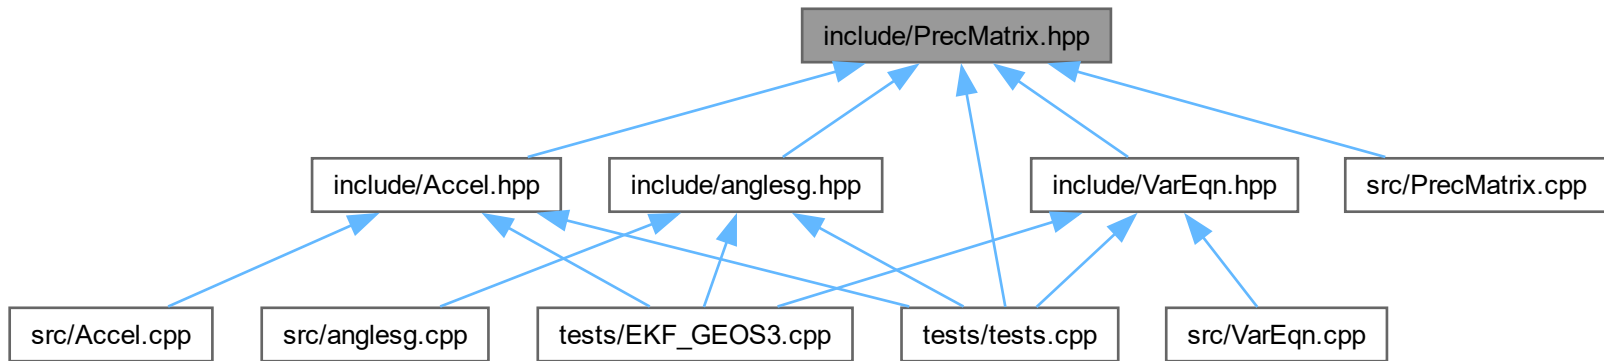 include/PrecMatrix.hpp
include/Accel.hpp
include/anglesg.hpp
include/VarEqn.hpp
src/PrecMatrix.cpp
src/Accel.cpp
src/anglesg.cpp
tests/EKF_GEOS3.cpp
tests/tests.cpp
src/VarEqn.cpp